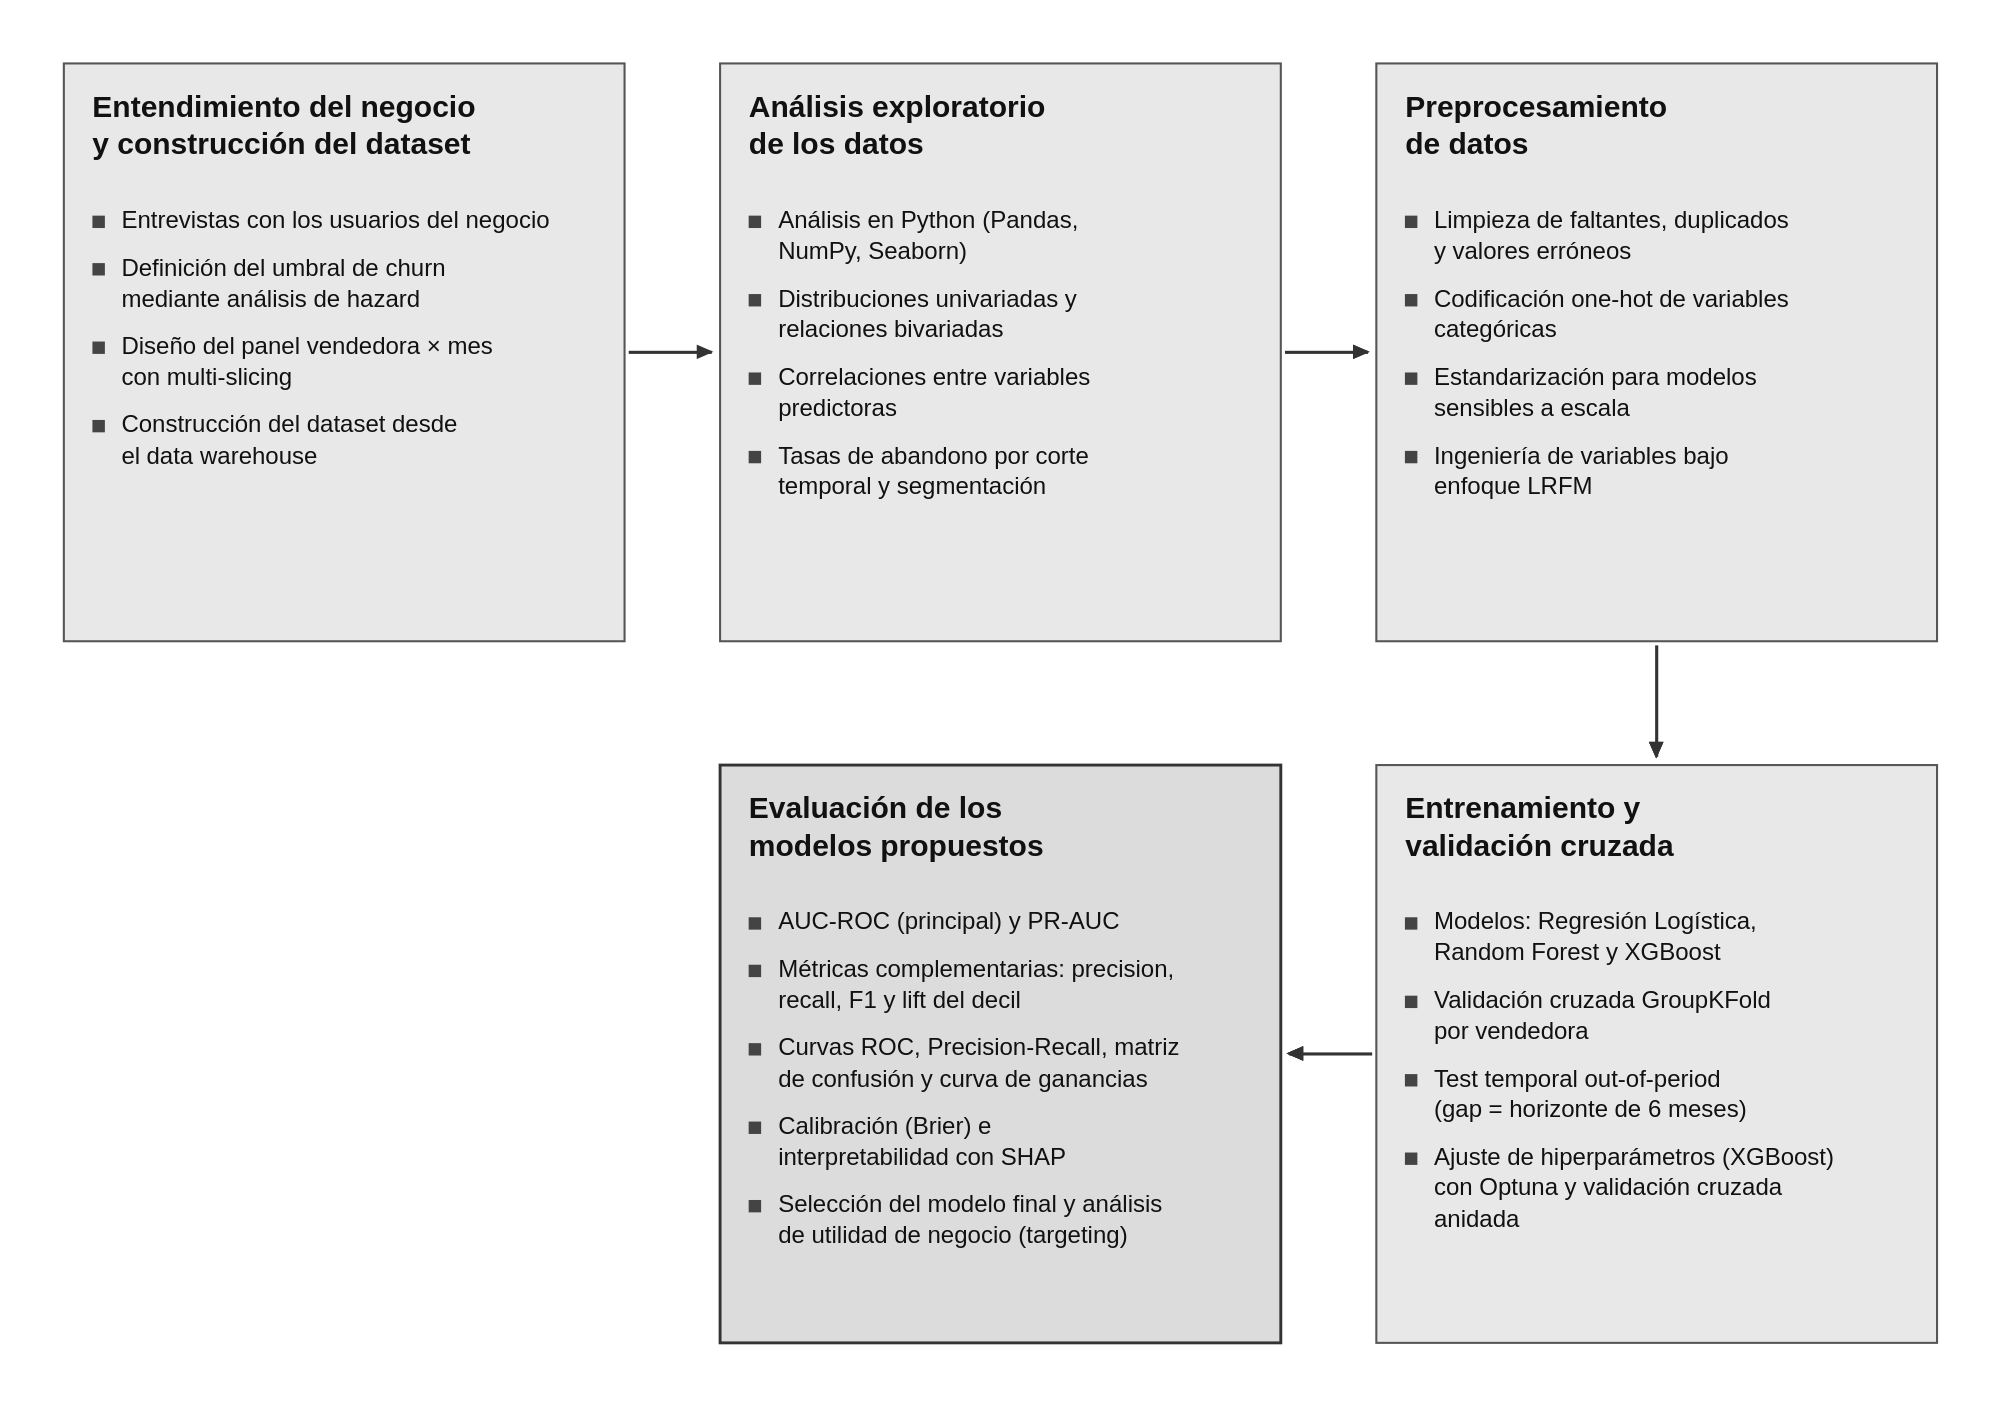 Entendimiento del negocio
y construcción del dataset
■ Entrevistas con los usuarios del negocio
■ Definición del umbral de churn
mediante análisis de hazard
■ Diseño del panel vendedora × mes
con multi-slicing
■ Construcción del dataset desde
el data warehouse
Análisis exploratorio
de los datos
■ Análisis en Python (Pandas,
NumPy, Seaborn)
■ Distribuciones univariadas y
relaciones bivariadas
■ Correlaciones entre variables
predictoras
■ Tasas de abandono por corte
temporal y segmentación
Preprocesamiento
de datos
■ Limpieza de faltantes, duplicados
y valores erróneos
■ Codificación one-hot de variables
categóricas
■ Estandarización para modelos
sensibles a escala
■ Ingeniería de variables bajo
enfoque LRFM
Entrenamiento y
validación cruzada
■ Modelos: Regresión Logística,
Random Forest y XGBoost
■ Validación cruzada GroupKFold
por vendedora
■ Test temporal out-of-period
(gap = horizonte de 6 meses)
■ Ajuste de hiperparámetros (XGBoost)
con Optuna y validación cruzada
anidada
Evaluación de los
modelos propuestos
■ AUC-ROC (principal) y PR-AUC
■ Métricas complementarias: precision,
recall, F1 y lift del decil
■ Curvas ROC, Precision-Recall, matriz
de confusión y curva de ganancias
■ Calibración (Brier) e
interpretabilidad con SHAP
■ Selección del modelo final y análisis
de utilidad de negocio (targeting)